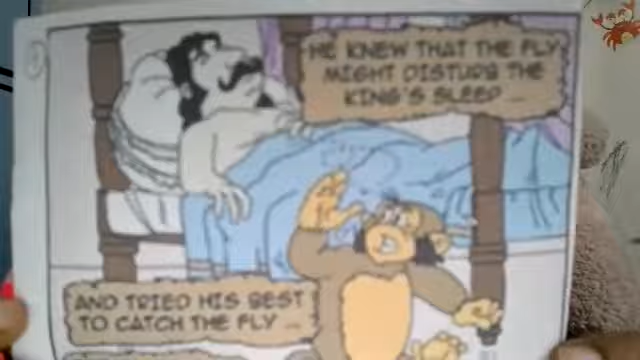 HE KNEW THAT THE FLY
MIGHT DISTURB THE
KING'S SLEEP ...
AND TRIED HIS BEST
TO CATCH THE FLY ...